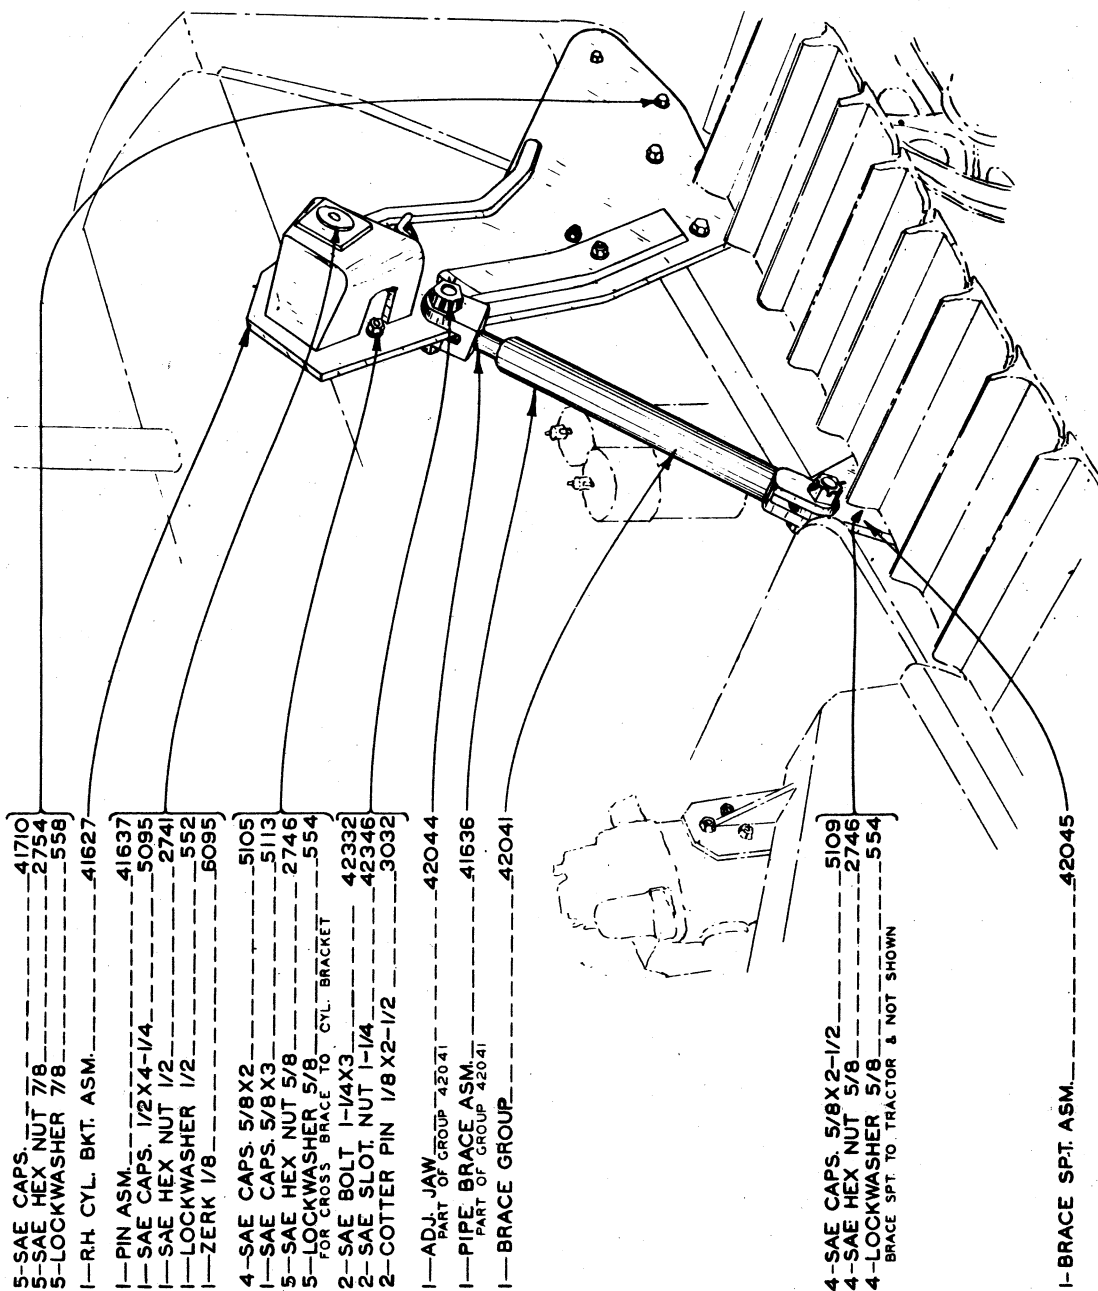 5-SAE CAPS. 41710
5-SAE HEX NUT 7/8 2754
5-LOCKWASHER 7/8 558
1-R.H. CYL. BKT. ASM. 41627
1-PIN ASM. 41637
1-SAE CAPS. 1/2X4-1/4 5095
1-SAE HEX NUT 1/2 2741
1-LOCKWASHER 1/2 552
1-ZERK 1/8 6095
4-SAE CAPS. 5/8X2 5105
1-SAE CAPS. 5/8X3 5113
5-SAE HEX NUT 5/8 2746
5-LOCKWASHER 5/8 554
FOR CROSS BRACE TO CYL. BRACKET
2-SAE BOLT 1-1/4X3 42332
2-SAE SLOT. NUT 1-1/4 42346
2-COTTER PIN 1/8X2-1/2 3032
1-ADJ. JAW 42044
PART OF GROUP 42041
1-PIPE BRACE ASM. 41636
PART OF GROUP 42041
1-BRACE GROUP 42041
4-SAE CAPS. 5/8X2-1/2 5109
4-SAE HEX NUT 5/8 2746
4-LOCKWASHER 5/8 554
BRACE SPT. TO TRACTOR & NOT SHOWN
1-BRACE SPT. ASM. 42045